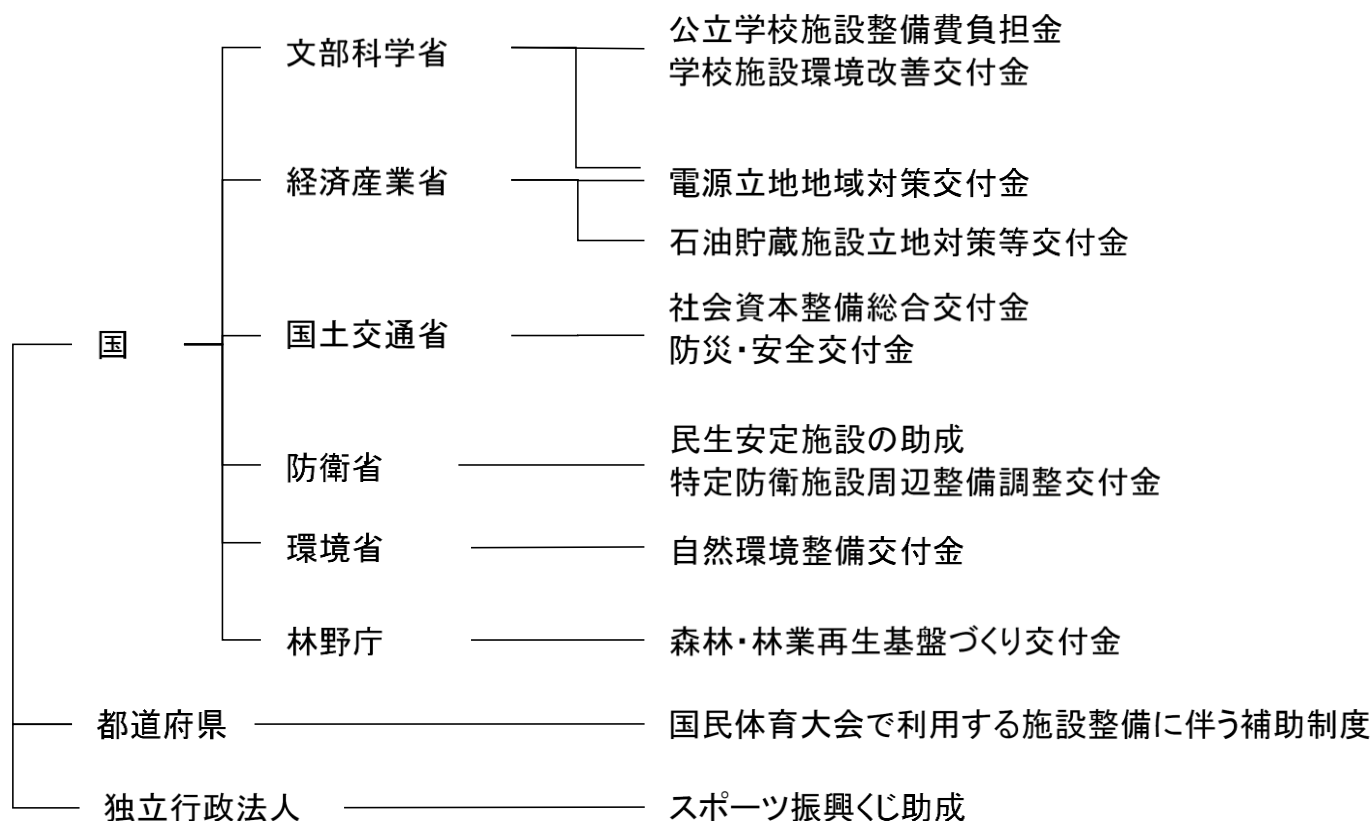 文部科学省
公立学校施設整備費負担金
学校施設環境改善交付金
経済産業省
電源立地地域対策交付金
石油貯蔵施設立地対策等交付金
国
国土交通省
社会資本整備総合交付金
防災・安全交付金
防衛省
民生安定施設の助成
特定防衛施設周辺整備調整交付金
環境省
自然環境整備交付金
林野庁
森林・林業再生基盤づくり交付金
都道府県
国民体育大会で利用する施設整備に伴う補助制度
独立行政法人
スポーツ振興くじ助成